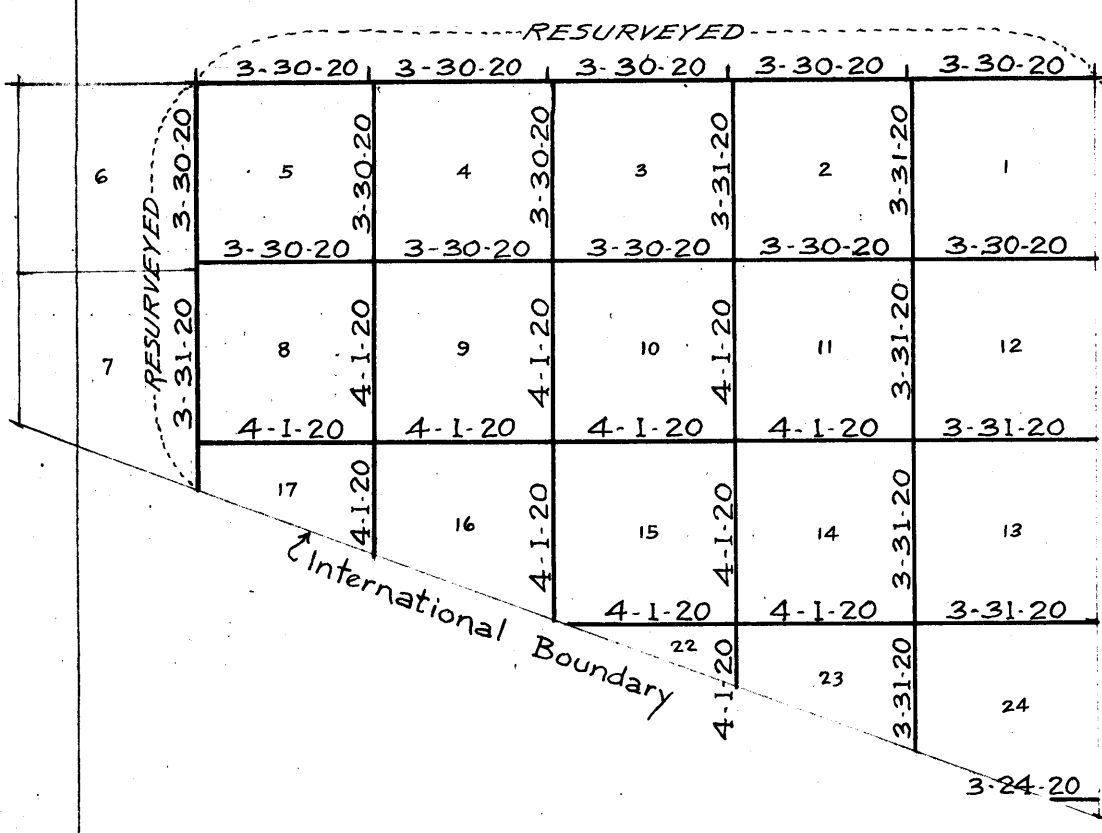 RESURVEYED
3-30-20 3-30-20 3-30-20 3-30-20 3-30-20
3-30-20 3-30-20 3-30-20 3-31-20 3-31-20
6 5 4 3 2 1
3-30-20 3-30-20 3-30-20 3-30-20 3-30-20
RESURVEYED
3-31-20 4-1-20 4-1-20 4-1-20 3-31-20
7 8 9 10 11 12
4-1-20 4-1-20 4-1-20 4-1-20 3-31-20
17 16 15 14 13
4-1-20 4-1-20 4-1-20 3-31-20
International Boundary
4-1-20 4-1-20 3-31-20
22 23 24
4-1-20 3-31-20
3-24-20